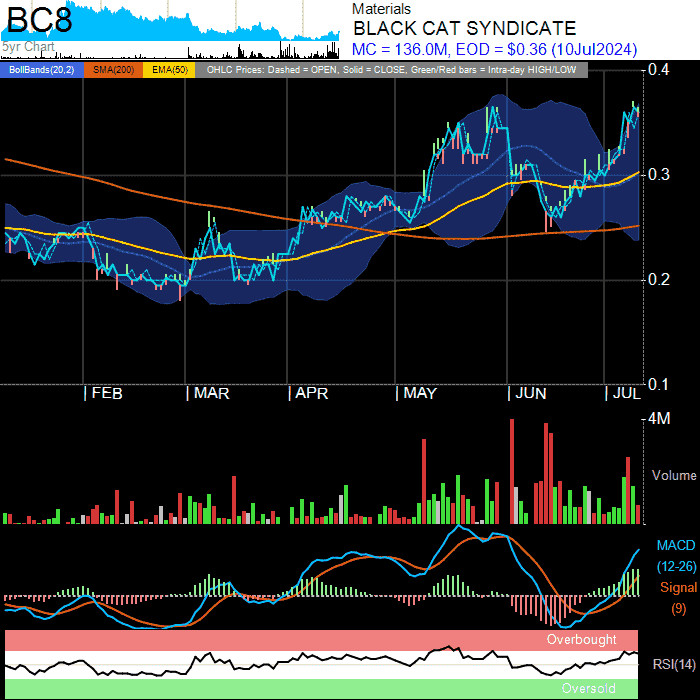 BC8
5yr Chart
Materials
BLACK CAT SYNDICATE
MC = 136.0M, EOD = $0.36 (10Jul2024)
BollBands(20,2) SMA(200) EMA(50) OHLC Prices: Dashed = OPEN, Solid = CLOSE, Green/Red bars = Intra-day HIGH/LOW
0.4
0.3
0.2
0.1
| FEB | MAR | APR | MAY | JUN | JUL
4M
Volume
MACD
(12-26)
Signal
(9)
Overbought
RSI(14)
Oversold